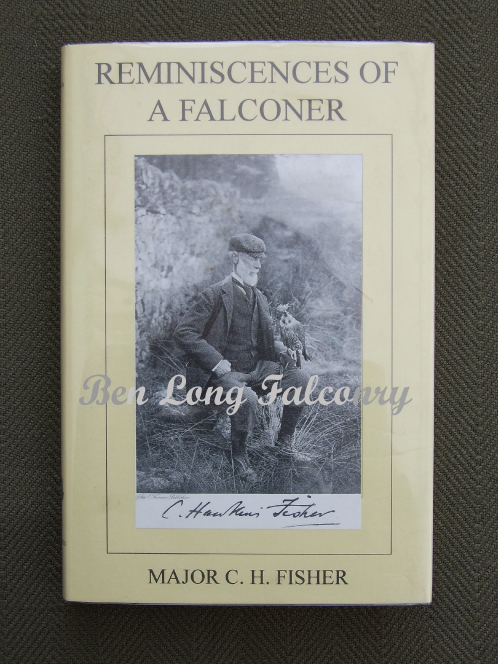 REMINISCENCES OF
A FALCONER
Ben Long Falconry
C. Hawkins Fisher
MAJOR C. H. FISHER